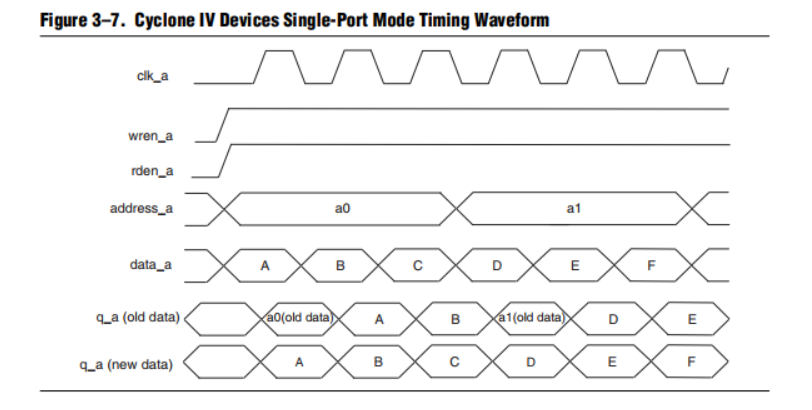 Figure 3–7. Cyclone IV Devices Single-Port Mode Timing Waveform
clk_a
wren_a
rden_a
address_a a0 a1
data_a A B C D E F
q_a (old data) a0(old data) A B a1(old data) D E
q_a (new data) A B C D E F